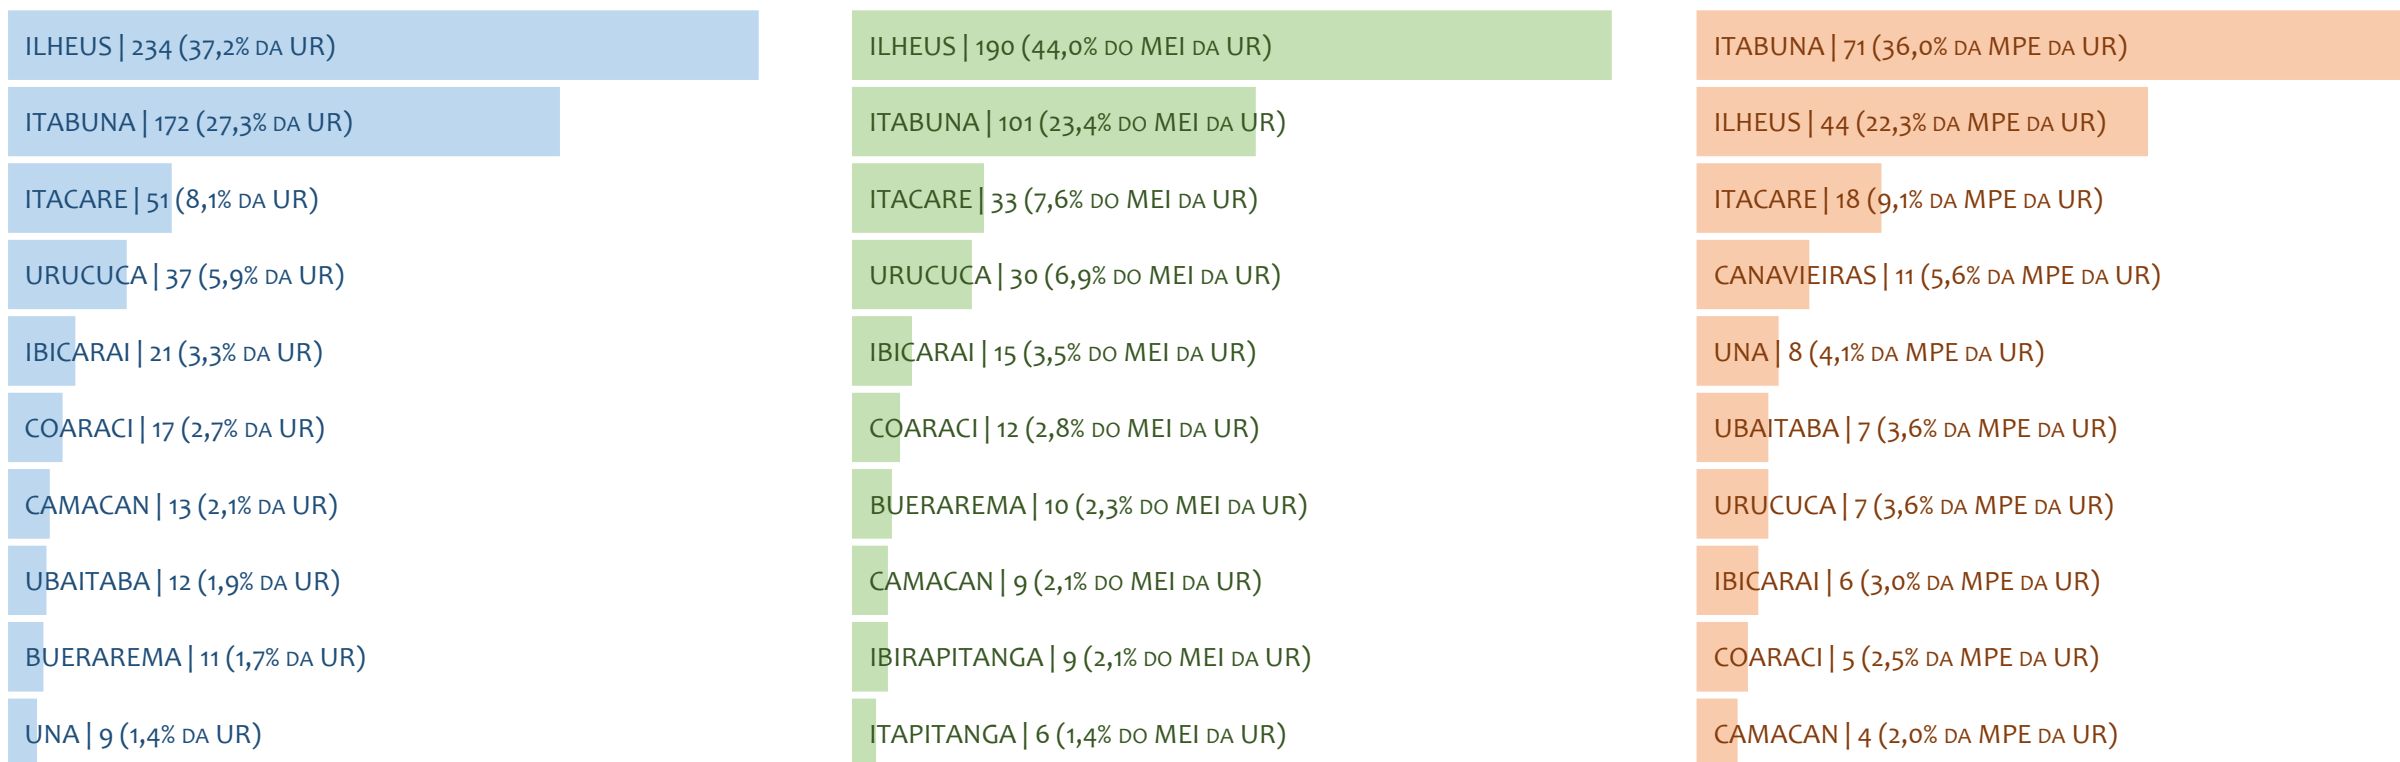 ILHEUS | 234 (37,2% DA UR)
ITABUNA | 172 (27,3% DA UR)
ITACARE | 51 (8,1% DA UR)
URUCUCA | 37 (5,9% DA UR)
IBICARAI | 21 (3,3% DA UR)
COARACI | 17 (2,7% DA UR)
CAMACAN | 13 (2,1% DA UR)
UBAITABA | 12 (1,9% DA UR)
BUERAREMA | 11 (1,7% DA UR)
UNA | 9 (1,4% DA UR)
ILHEUS | 190 (44,0% DO MEI DA UR)
ITABUNA | 101 (23,4% DO MEI DA UR)
ITACARE | 33 (7,6% DO MEI DA UR)
URUCUCA | 30 (6,9% DO MEI DA UR)
IBICARAI | 15 (3,5% DO MEI DA UR)
COARACI | 12 (2,8% DO MEI DA UR)
BUERAREMA | 10 (2,3% DO MEI DA UR)
CAMACAN | 9 (2,1% DO MEI DA UR)
IBIRAPITANGA | 9 (2,1% DO MEI DA UR)
ITAPITANGA | 6 (1,4% DO MEI DA UR)
ITABUNA | 71 (36,0% DA MPE DA UR)
ILHEUS | 44 (22,3% DA MPE DA UR)
ITACARE | 18 (9,1% DA MPE DA UR)
CANAVIEIRAS | 11 (5,6% DA MPE DA UR)
UNA | 8 (4,1% DA MPE DA UR)
UBAITABA | 7 (3,6% DA MPE DA UR)
URUCUCA | 7 (3,6% DA MPE DA UR)
IBICARAI | 6 (3,0% DA MPE DA UR)
COARACI | 5 (2,5% DA MPE DA UR)
CAMACAN | 4 (2,0% DA MPE DA UR)